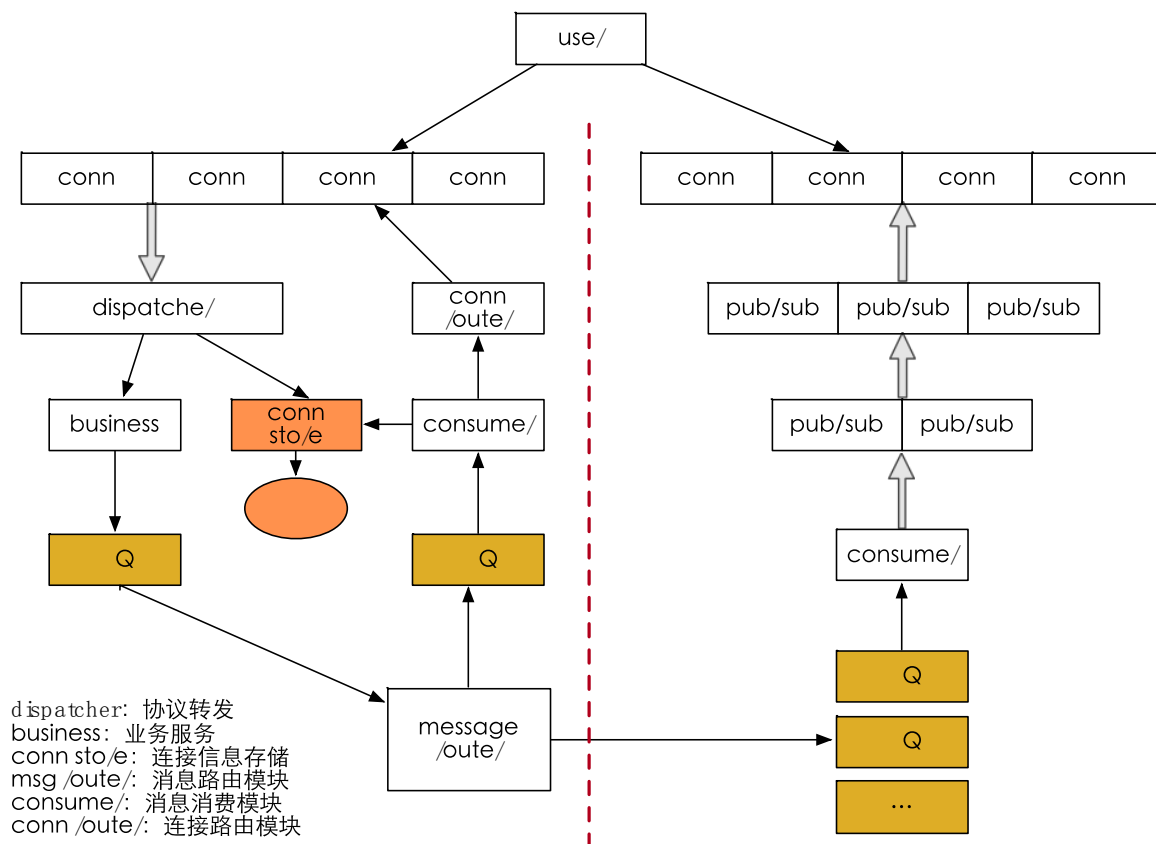 use/
conn conn conn conn
conn conn conn conn
dispatche/
conn
/oute/
pub/sub pub/sub pub/sub
business
conn
sto/e
consume/
pub/sub pub/sub
Q
Q
consume/
Q
message
/oute/
Q
...
dispatcher: 协议转发
business: 业务服务
conn sto/e: 连接信息存储
msg /oute/: 消息路由模块
consume/: 消息消费模块
conn /oute/: 连接路由模块